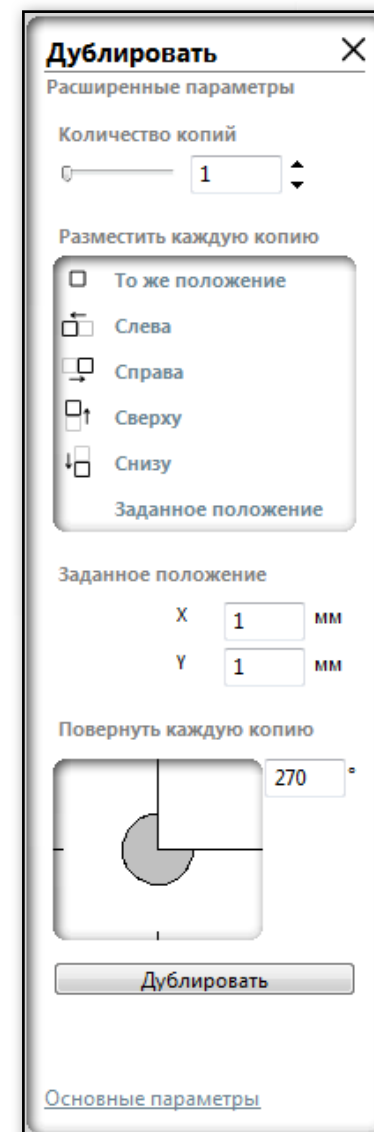 Дублировать
Расширенные параметры
Количество копий
1
Разместить каждую копию
То же положение
Слева
Справа
Сверху
Снизу
Заданное положение
Заданное положение
X 1 мм
Y 1 мм
Повернуть каждую копию
270 °
Дублировать
Основные параметры